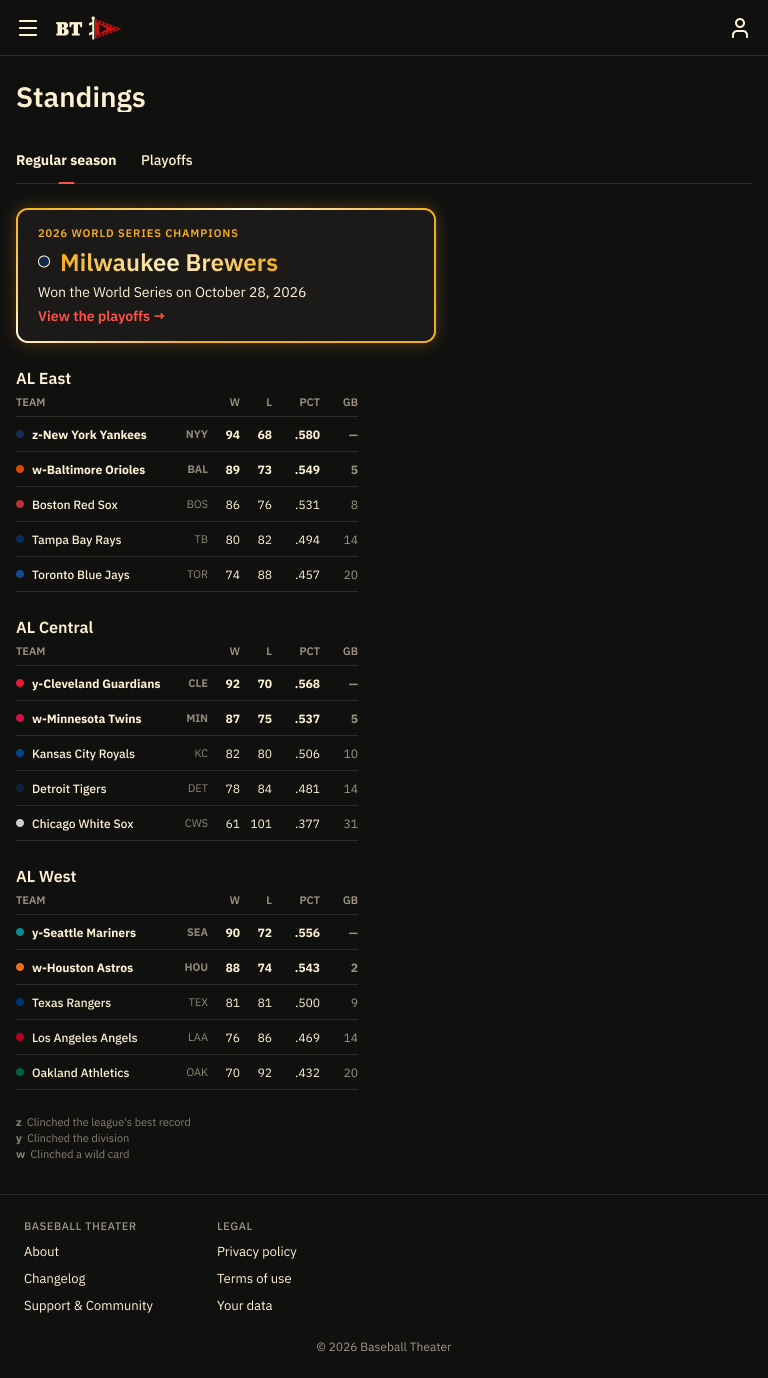 BT
Standings
Regular season Playoffs
2026 WORLD SERIES CHAMPIONS
Milwaukee Brewers
Won the World Series on October 28, 2026
View the playoffs →
AL East
TEAM W L PCT GB
z-New York Yankees NYY 94 68 .580 —
w-Baltimore Orioles BAL 89 73 .549 5
Boston Red Sox BOS 86 76 .531 8
Tampa Bay Rays TB 80 82 .494 14
Toronto Blue Jays TOR 74 88 .457 20
AL Central
TEAM W L PCT GB
y-Cleveland Guardians CLE 92 70 .568 —
w-Minnesota Twins MIN 87 75 .537 5
Kansas City Royals KC 82 80 .506 10
Detroit Tigers DET 78 84 .481 14
Chicago White Sox CWS 61 101 .377 31
AL West
TEAM W L PCT GB
y-Seattle Mariners SEA 90 72 .556 —
w-Houston Astros HOU 88 74 .543 2
Texas Rangers TEX 81 81 .500 9
Los Angeles Angels LAA 76 86 .469 14
Oakland Athletics OAK 70 92 .432 20
z Clinched the league's best record
y Clinched the division
w Clinched a wild card
BASEBALL THEATER LEGAL
About Privacy policy
Changelog Terms of use
Support & Community Your data
© 2026 Baseball Theater